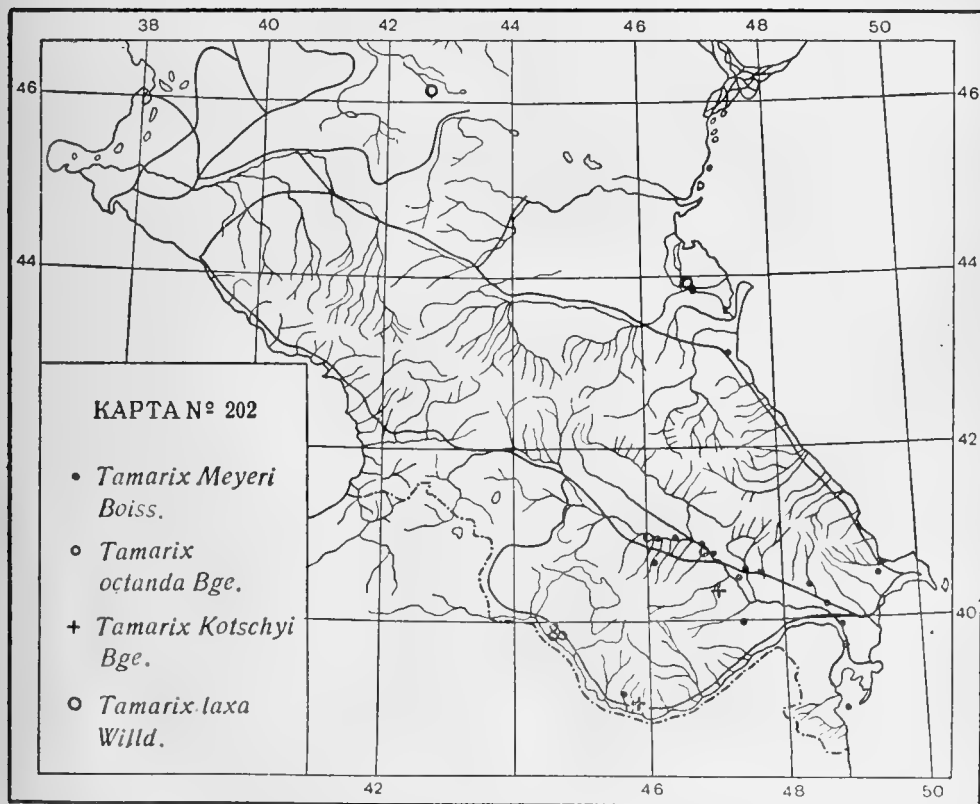 38 40 42 44 46 48 50
46 46
44 44
42
40
КАРТА № 202
Tamarix Meyeri
Boiss.
Tamarix
octanda Bge.
Tamarix Kotschyi
Bge.
Tamarix laxa
Willd.
42 44 46 48 50